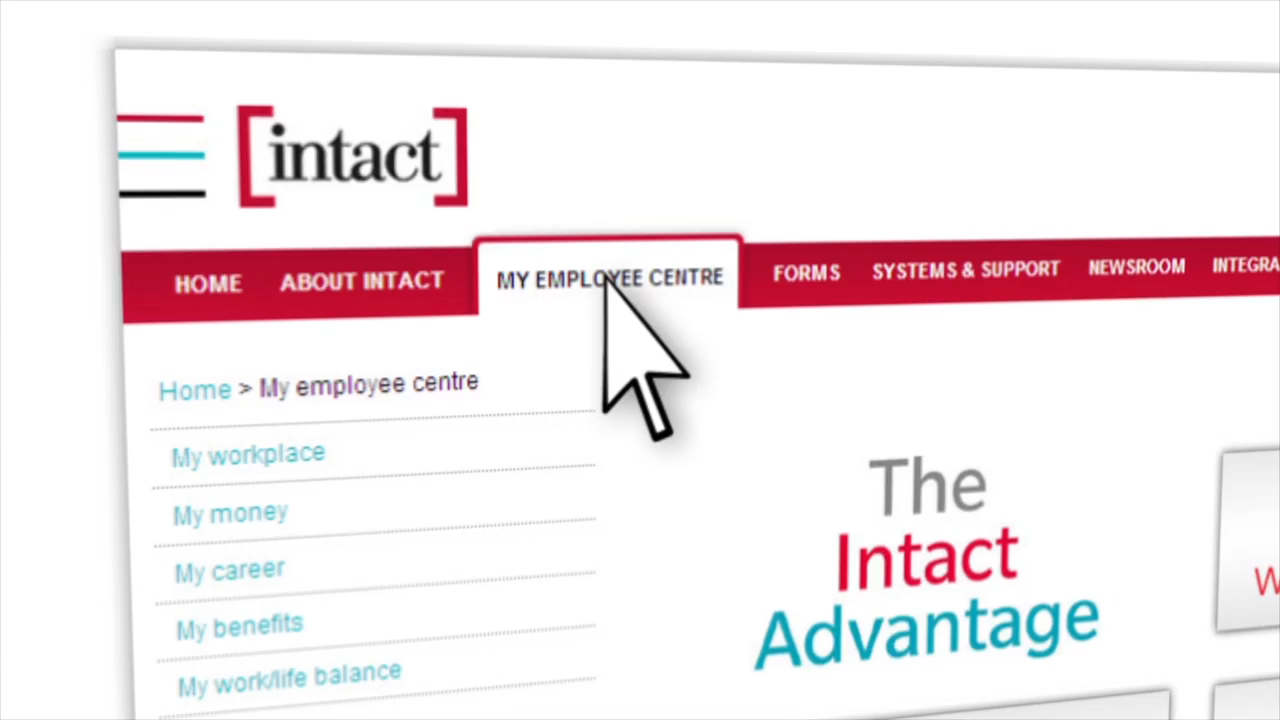 [intact]
HOME ABOUT INTACT MY EMPLOYEE CENTRE FORMS SYSTEMS & SUPPORT NEWSROOM
Home > My employee centre
My workplace
My money
My career
My benefits
My work/life balance
The
Intact
Advantage